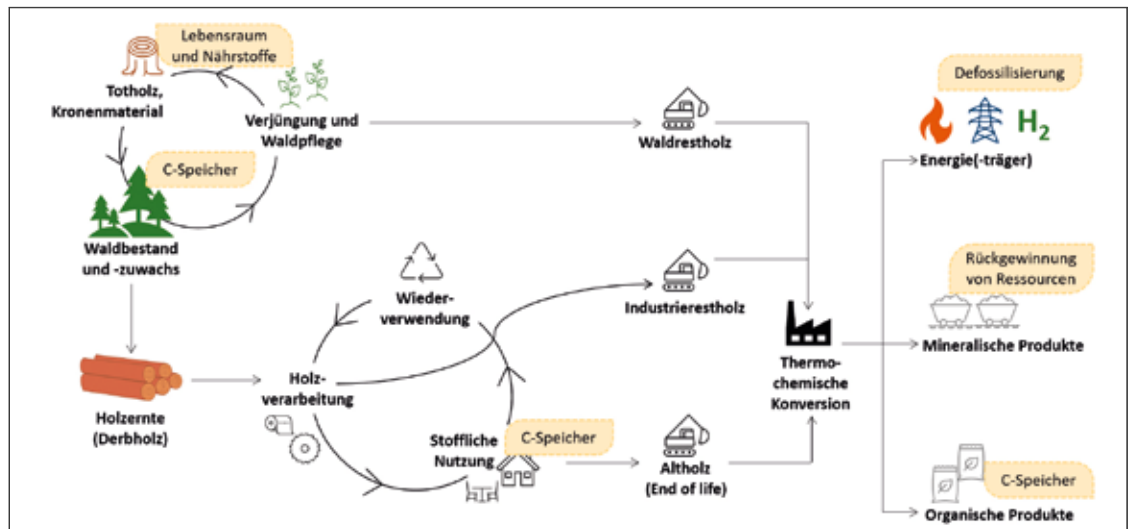 Lebensraum
und Nährstoffe
Totholz,
Kronenmaterial
Verjüngung und
Waldpflege
C-Speicher
Waldbestand
und -zuwachs
Holzernte
(Derbholz)
Wieder-
verwendung
Holz-
verarbeitung
Stoffliche
Nutzung
C-Speicher
Waldrestholz
Industrierestholz
Altholz
(End of life)
Thermo-
chemische
Konversion
Defossilisierung
H2
Energie(-träger)
Rückgewinnung
von Ressourcen
Mineralische Produkte
C-Speicher
Organische Produkte